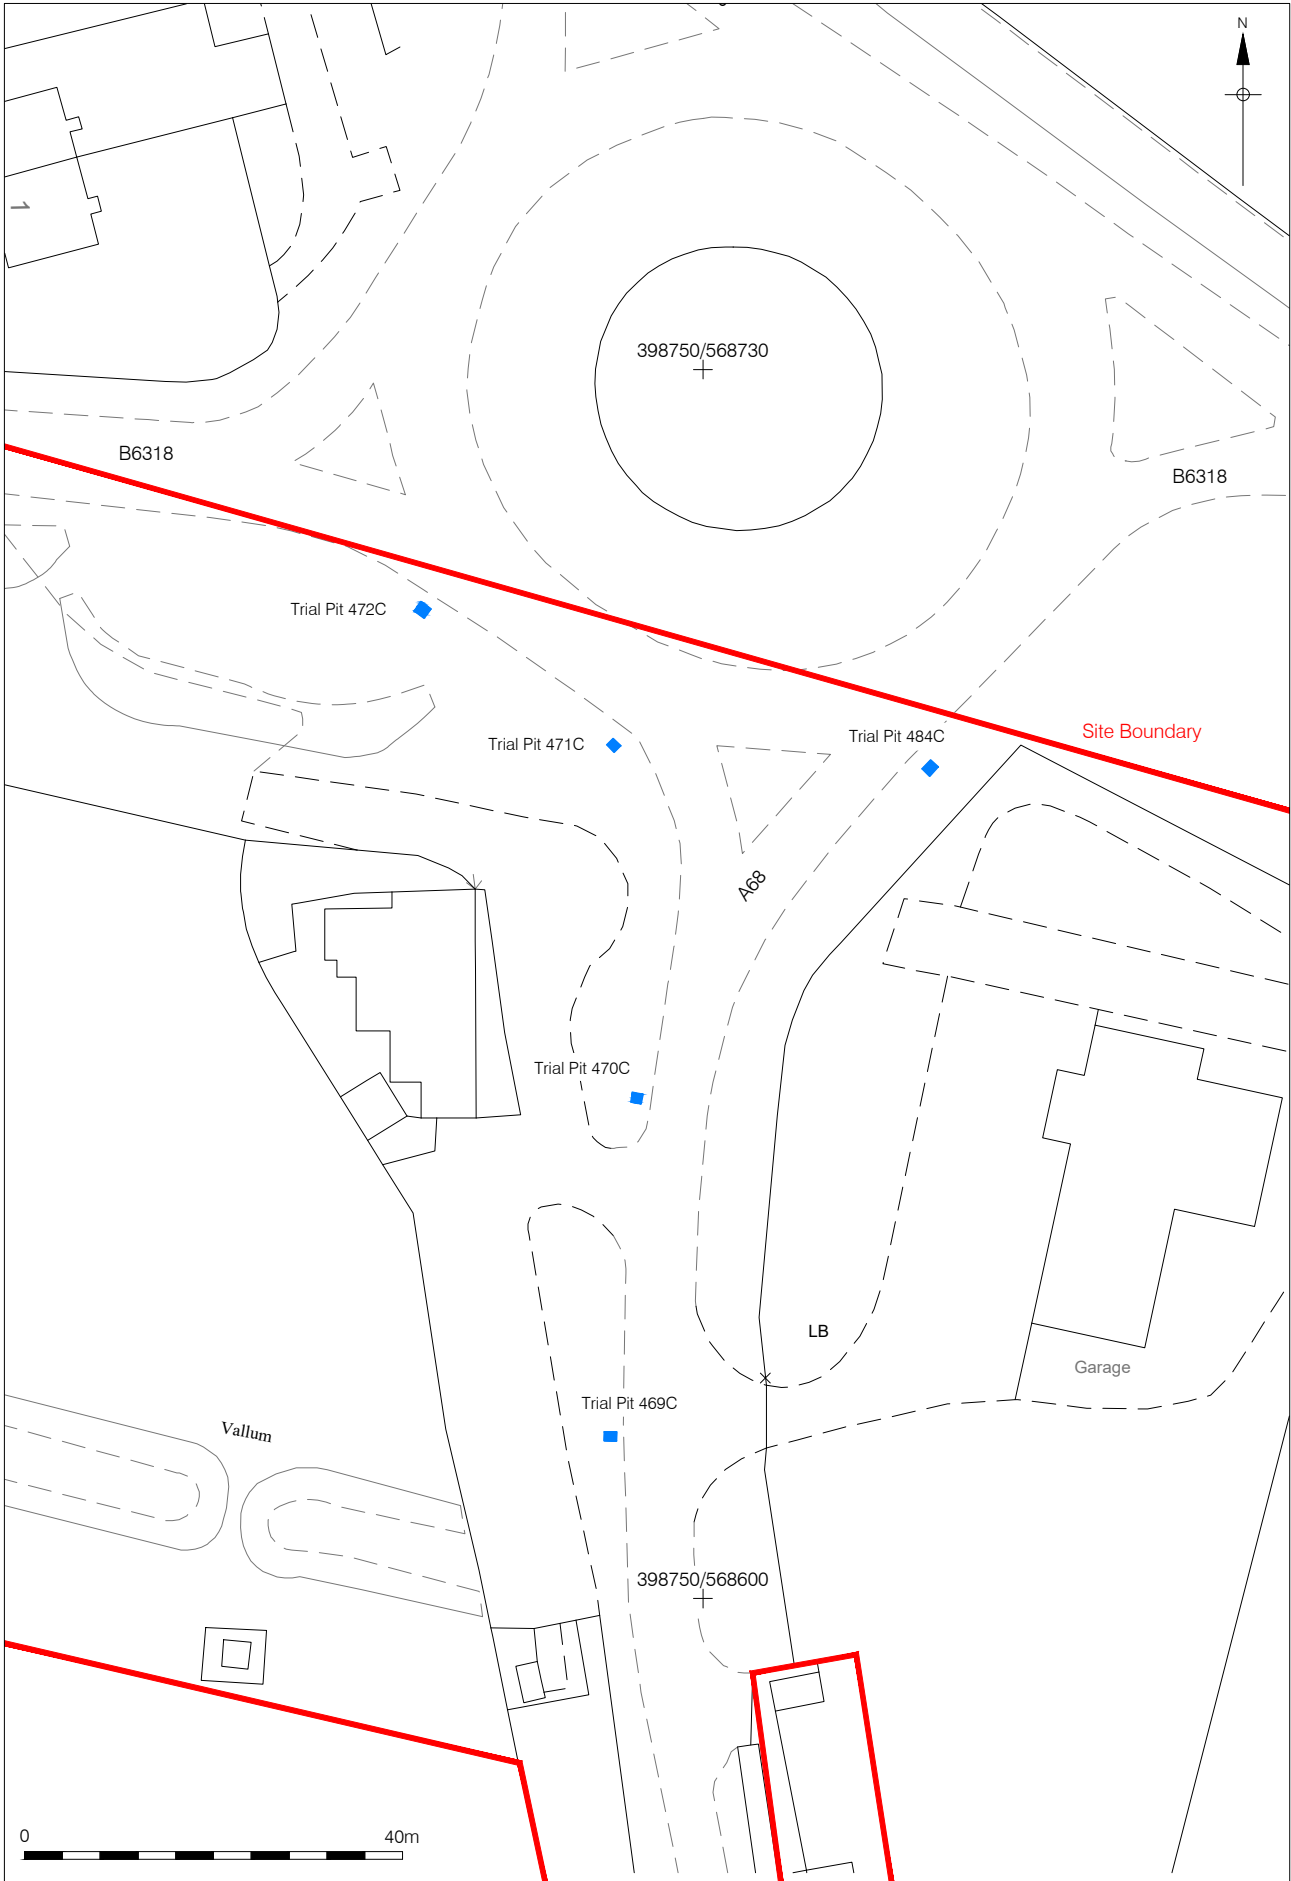 N
1
398750/568730
B6318
B6318
Trial Pit 472C
Site Boundary
Trial Pit 484C
Trial Pit 471C
A68
Trial Pit 470C
LB
Garage
Trial Pit 469C
Vallum
398750/568600
0
40m